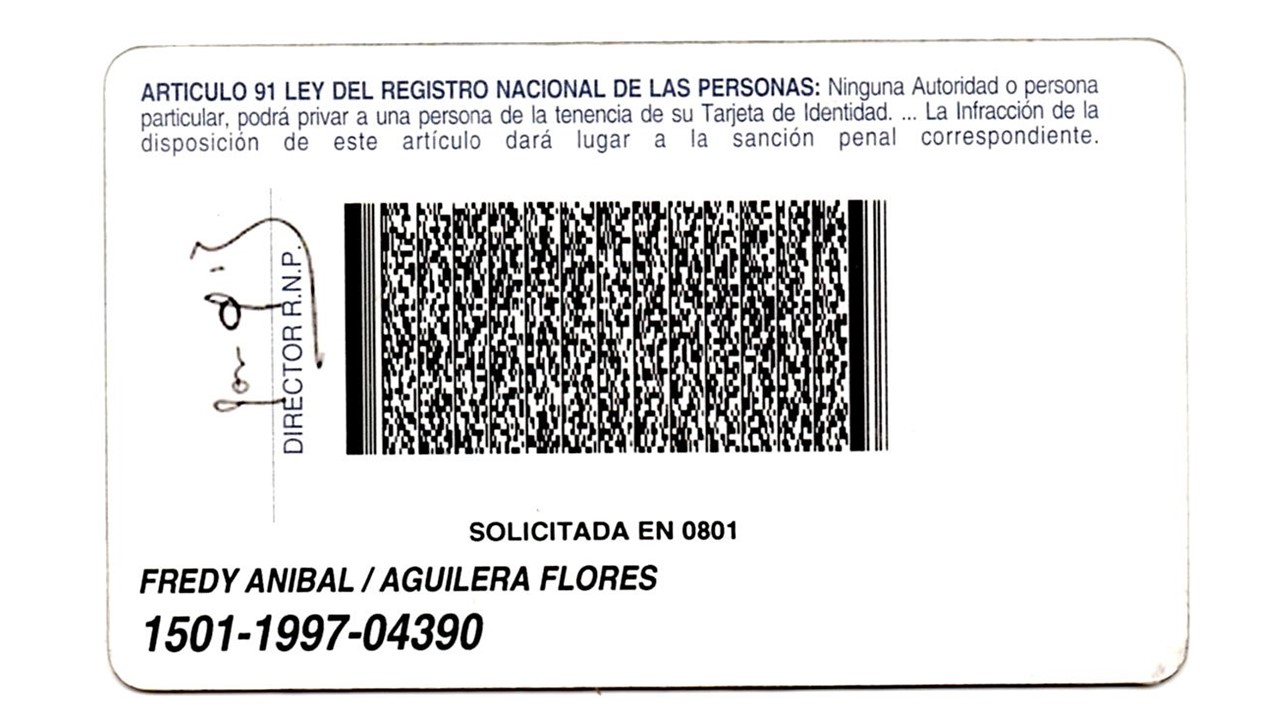 ARTICULO 91 LEY DEL REGISTRO NACIONAL DE LAS PERSONAS: Ninguna Autoridad o persona
particular, podrá privar a una persona de la tenencia de su Tarjeta de Identidad. ... La Infracción de la
disposición de este artículo dará lugar a la sanción penal correspondiente.
DIRECTOR R.N.P.
SOLICITADA EN 0801
FREDY ANIBAL / AGUILERA FLORES
1501-1997-04390